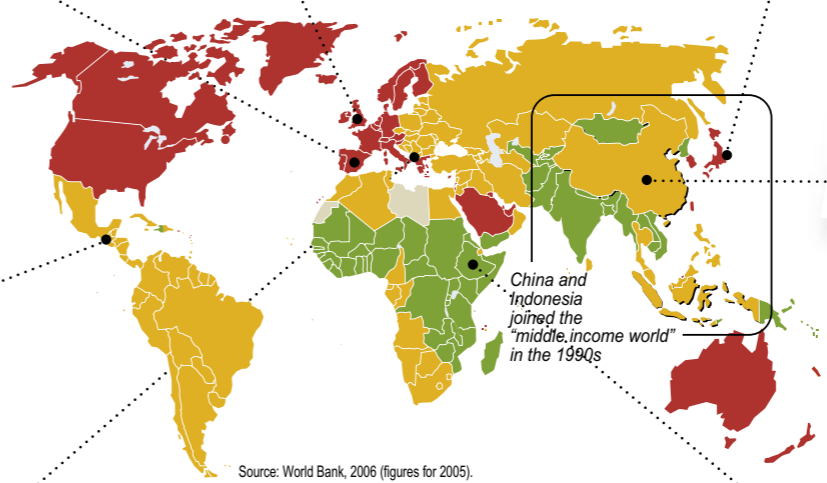 China and
Indonesia
joined the
“middle income world”
in the 1990s
Source: World Bank, 2006 (figures for 2005).